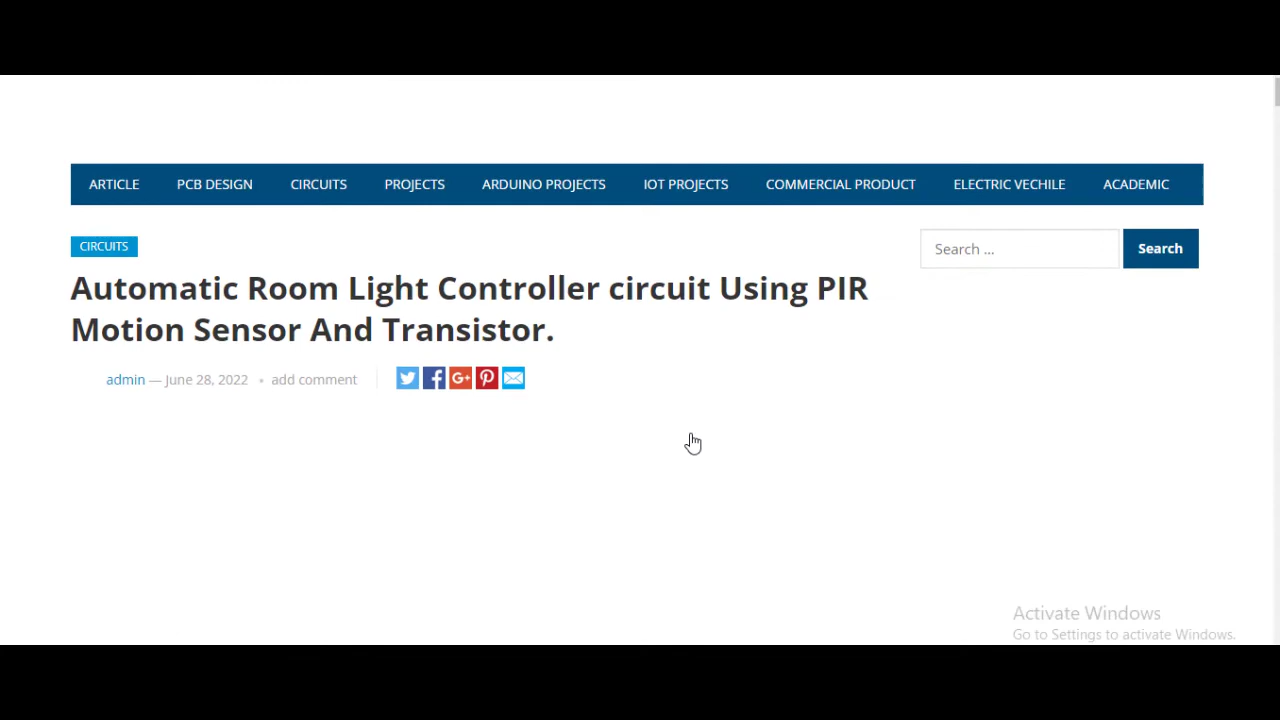 ARTICLE PCB DESIGN CIRCUITS PROJECTS ARDUINO PROJECTS IOT PROJECTS COMMERCIAL PRODUCT ELECTRIC VECHILE ACADEMIC
CIRCUITS
Search ... Search
Automatic Room Light Controller circuit Using PIR
Motion Sensor And Transistor.
admin — June 28, 2022 • add comment
Activate Windows
Go to Settings to activate Windows.